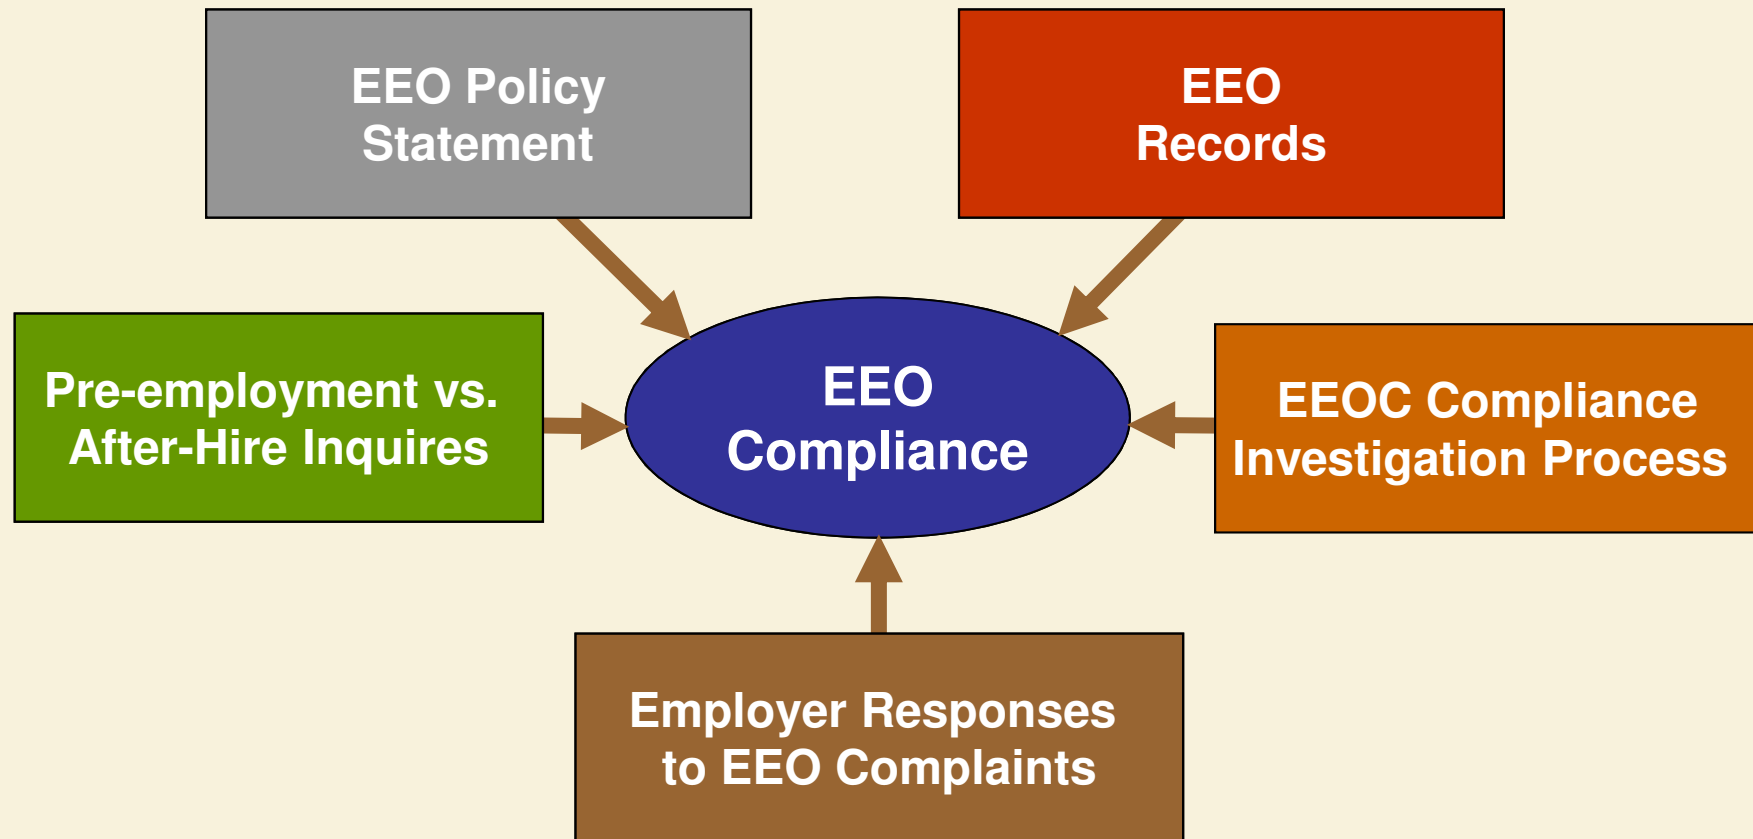 EEO Policy
Statement
EEO
Records
Pre-employment vs.
After-Hire Inquires
EEO
Compliance
EEOC Compliance
Investigation Process
Employer Responses
to EEO Complaints